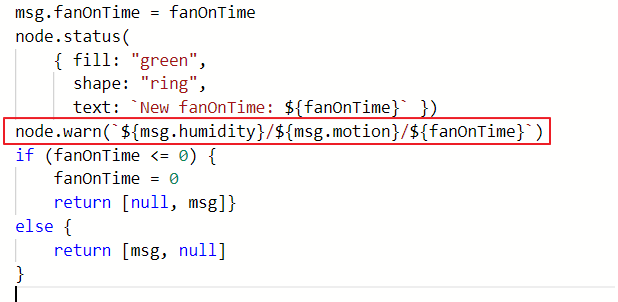 msg.fanOnTime = fanOnTime
node.status(
{ fill: "green",
shape: "ring",
text: `New fanOnTime: ${fanOnTime}` })
node.warn(`${msg.humidity}/${msg.motion}/${fanOnTime}`)
if (fanOnTime <= 0) {
fanOnTime = 0
return [null, msg]}
else {
return [msg, null]
}